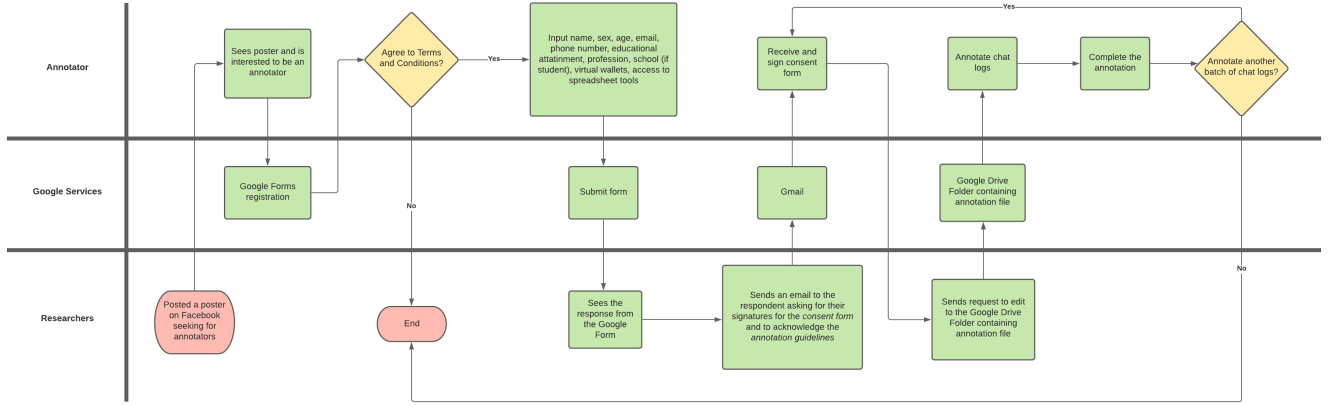 Yes
Annotator
Sees poster and is
interested to be an
annotator
Agree to Terms
and Conditions?
Yes
Input name, sex, age, email,
phone number, educational
attatinment, profession, school (if
student), virtual wallets, access to
spreadsheet tools
Receive and
sign consent
form
Annotate chat
logs
Complete the
annotation
Annotate another
batch of chat logs?
Google Services
Google Forms
registration
No
Submit form
Gmail
Google Drive
Folder containing
annotation file
No
Researchers
Posted a poster
on Facebook
seeking for
annotators
End
Sees the
response from
the Google
Form
Sends an email to the
respondent asking for their
signatures for the consent form
and to acknowledge the
annotation guidelines
Sends request to edit
to the Google Drive
Folder containing
annotation file